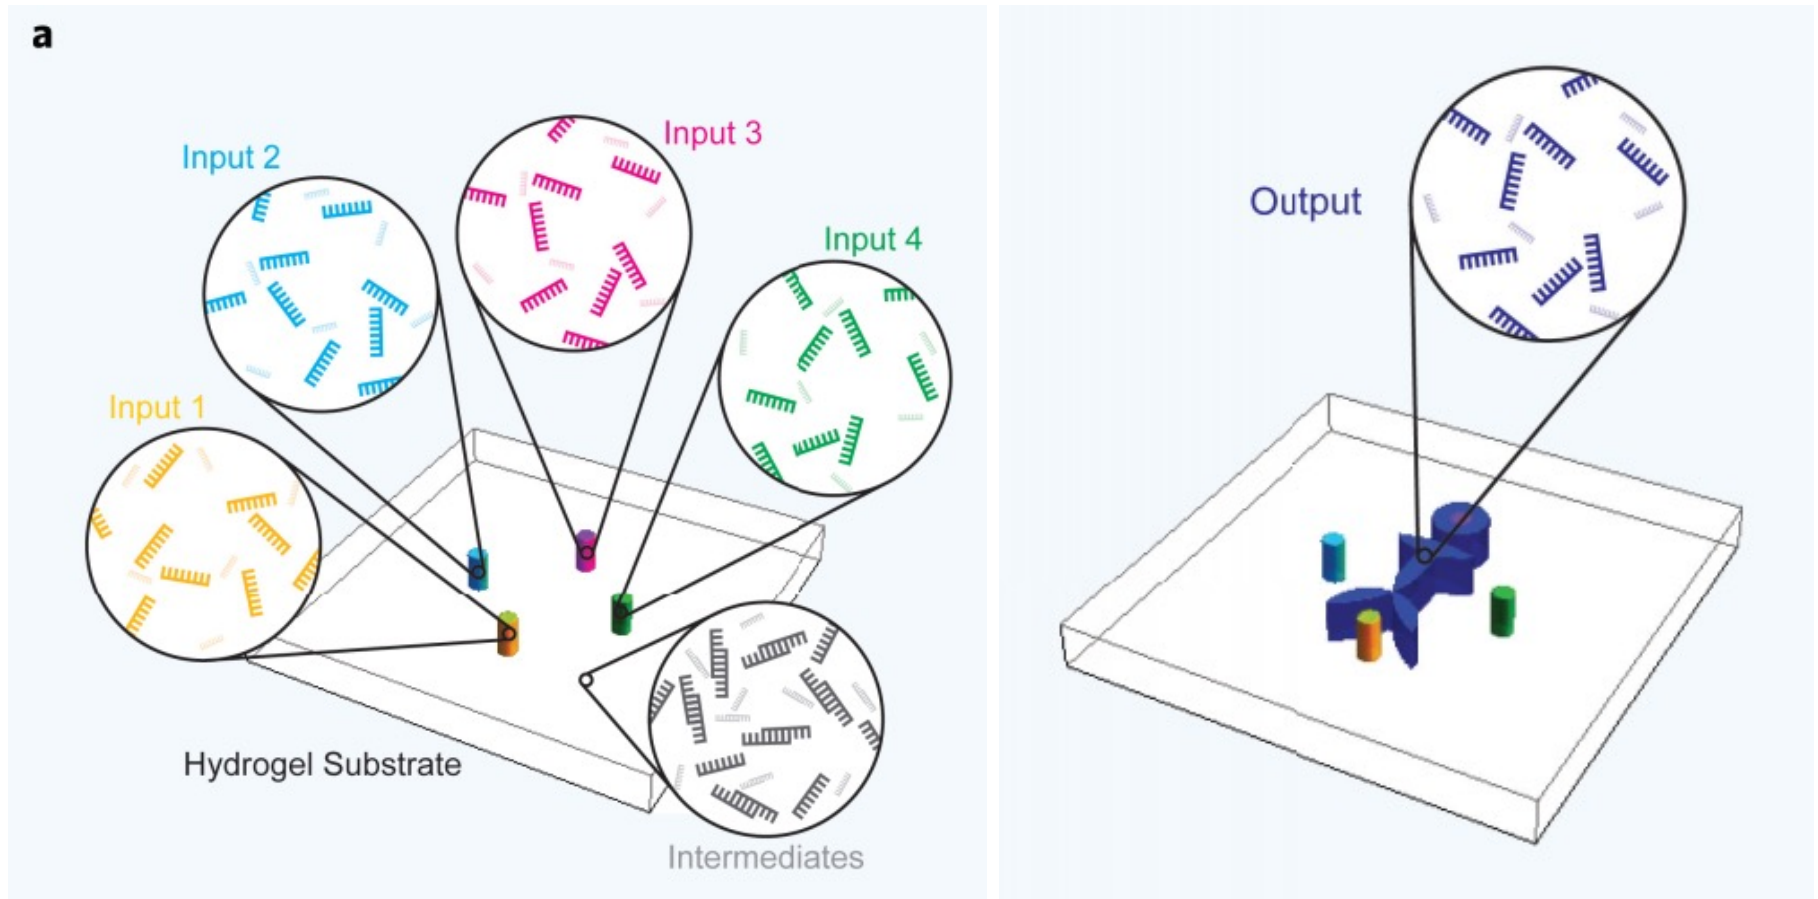 a
Input 1
Input 2
Input 3
Input 4
Hydrogel Substrate
Intermediates
Output